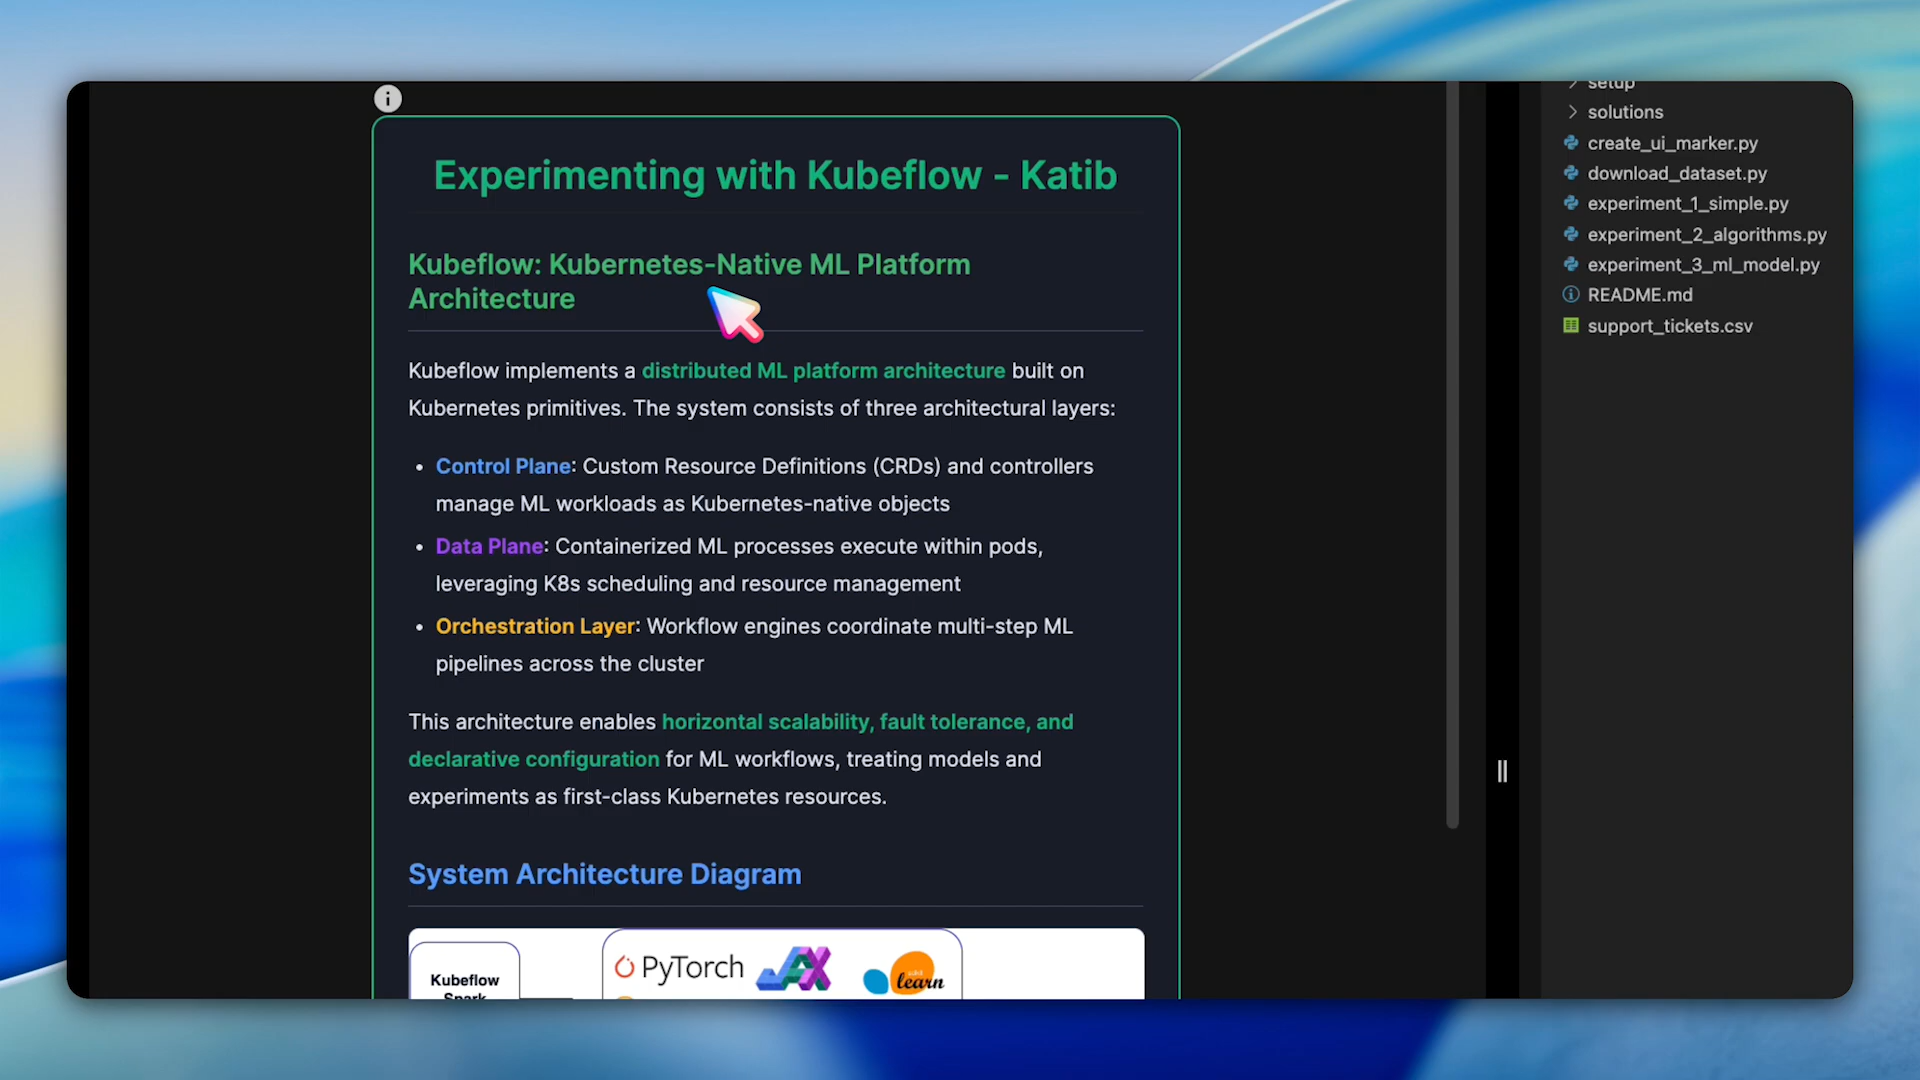 Experimenting with Kubeflow - Katib
Kubeflow: Kubernetes-Native ML Platform
Architecture
Kubeflow implements a distributed ML platform architecture built on
Kubernetes primitives. The system consists of three architectural layers:
• Control Plane: Custom Resource Definitions (CRDs) and controllers
manage ML workloads as Kubernetes-native objects
• Data Plane: Containerized ML processes execute within pods,
leveraging K8s scheduling and resource management
• Orchestration Layer: Workflow engines coordinate multi-step ML
pipelines across the cluster
This architecture enables horizontal scalability, fault tolerance, and
declarative configuration for ML workflows, treating models and
experiments as first-class Kubernetes resources.
System Architecture Diagram
Kubeflow
Spark
PyTorch
JAX
learn
setup
solutions
create_ui_marker.py
download_dataset.py
experiment_1_simple.py
experiment_2_algorithms.py
experiment_3_ml_model.py
README.md
support_tickets.csv